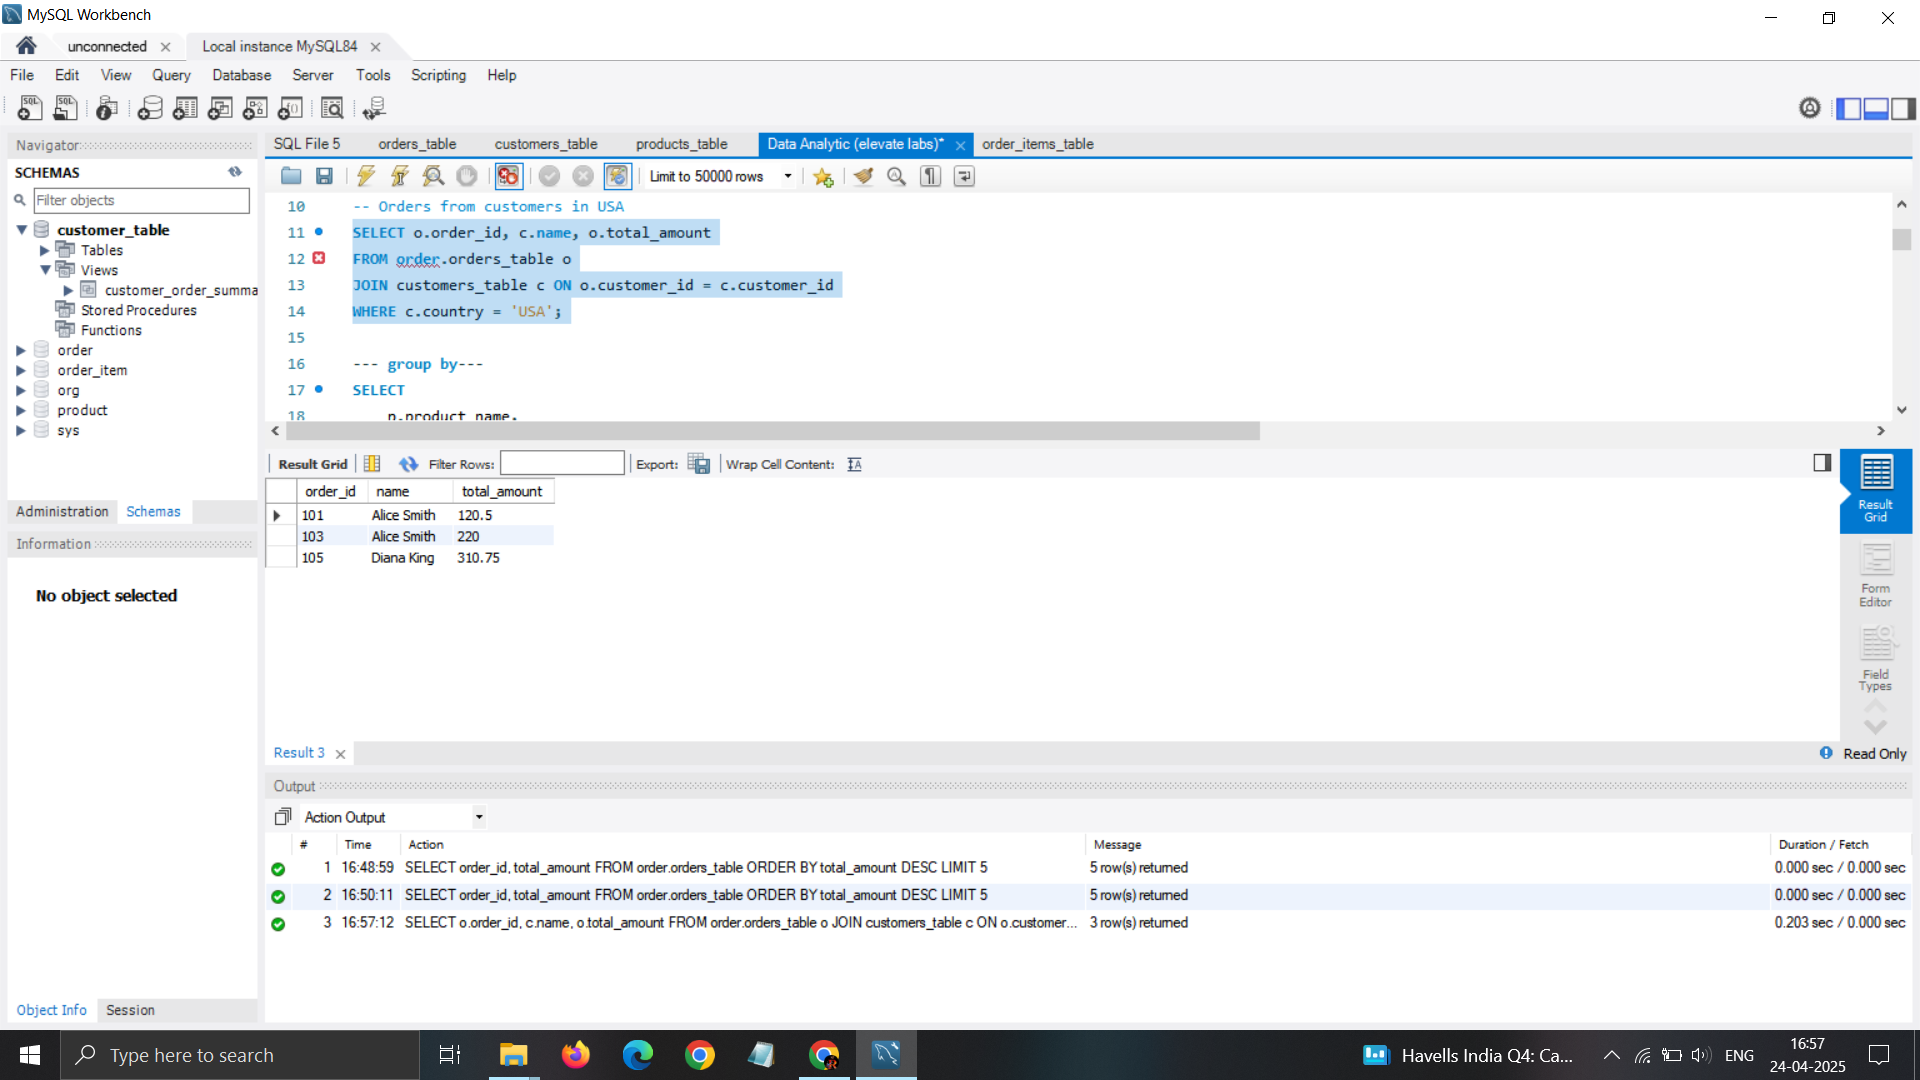 MySQL Workbench
unconnected
Local instance MySQL84
File Edit View Query Database Server Tools Scripting Help
Navigator
SCHEMAS
Filter objects
customer_table
Tables
Views
customer_order_summa
Stored Procedures
Functions
order
order_item
org
product
sys
Administration Schemas
Information
No object selected
Object Info Session
SQL File 5 orders_table customers_table products_table Data Analytic (elevate labs)* order_items_table
Limit to 50000 rows
10 -- Orders from customers in USA
11 SELECT o.order_id, c.name, o.total_amount
12 FROM order.orders_table o
13 JOIN customers_table c ON o.customer_id = c.customer_id
14 WHERE c.country = 'USA';
15
16 --- group by---
17 SELECT
18 p.product_name,
Result Grid Filter Rows: Export: Wrap Cell Content:
order_id name total_amount
101 Alice Smith 120.5
103 Alice Smith 220
105 Diana King 310.75
Result Grid
Form Editor
Field Types
Result 3
Read Only
Output
Action Output
# Time Action Message Duration / Fetch
1 16:48:59 SELECT order_id, total_amount FROM order.orders_table ORDER BY total_amount DESC LIMIT 5 5 row(s) returned 0.000 sec / 0.000 sec
2 16:50:11 SELECT order_id, total_amount FROM order.orders_table ORDER BY total_amount DESC LIMIT 5 5 row(s) returned 0.000 sec / 0.000 sec
3 16:57:12 SELECT o.order_id, c.name, o.total_amount FROM order.orders_table o JOIN customers_table c ON o.customer... 3 row(s) returned 0.203 sec / 0.000 sec
Type here to search
Havells India Q4: Ca...
ENG
16:57
24-04-2025